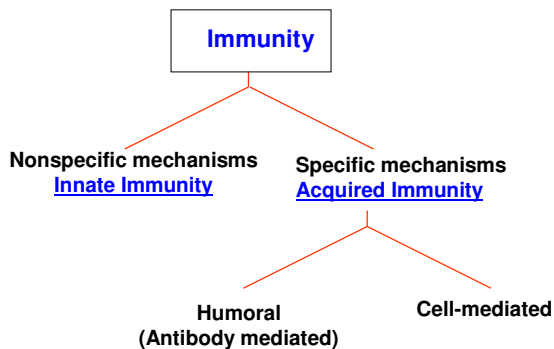 Immunity
Nonspecific mechanisms
Innate Immunity
Specific mechanisms
Acquired Immunity
Humoral
(Antibody mediated)
Cell-mediated